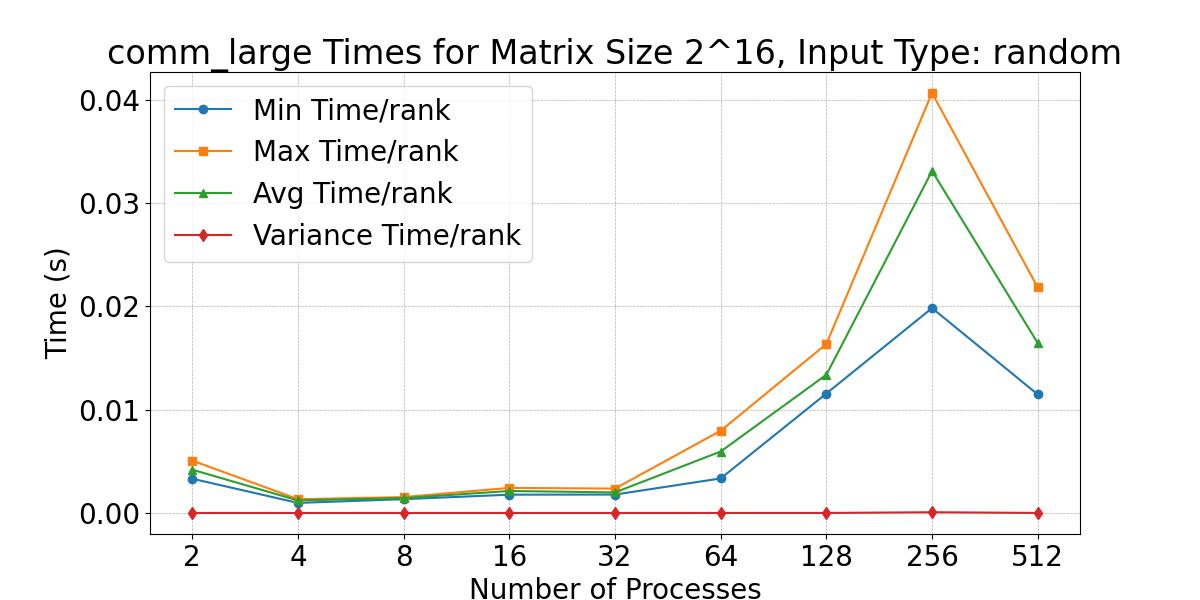 comm_large Times for Matrix Size 2^16, Input Type: random
Min Time/rank
Max Time/rank
Avg Time/rank
Variance Time/rank
Time (s)
0.04
0.03
0.02
0.01
0.00
2 4 8 16 32 64 128 256 512
Number of Processes